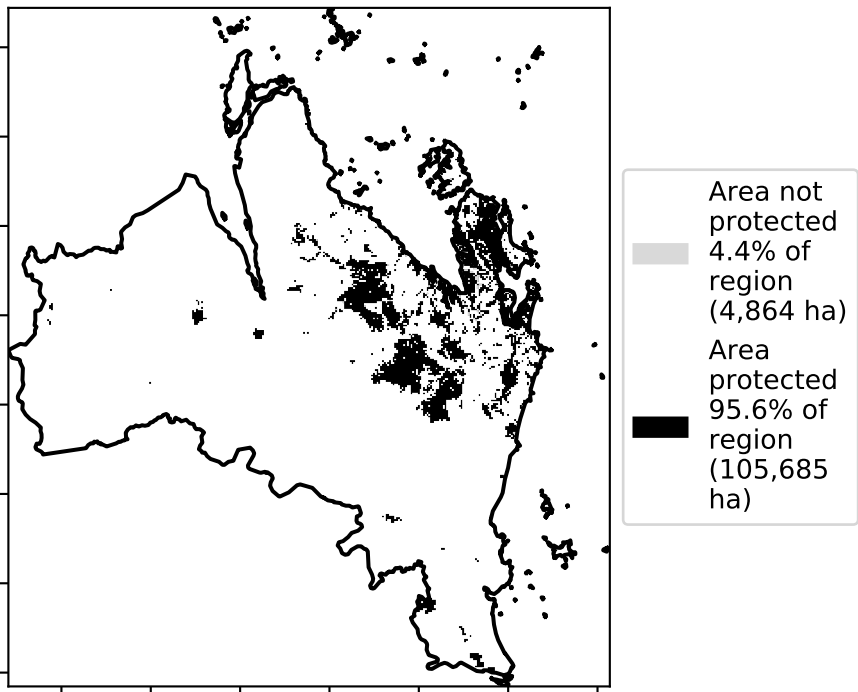 Area not
protected
4.4% of
region
(4,864 ha)
Area
protected
95.6% of
region
(105,685
ha)